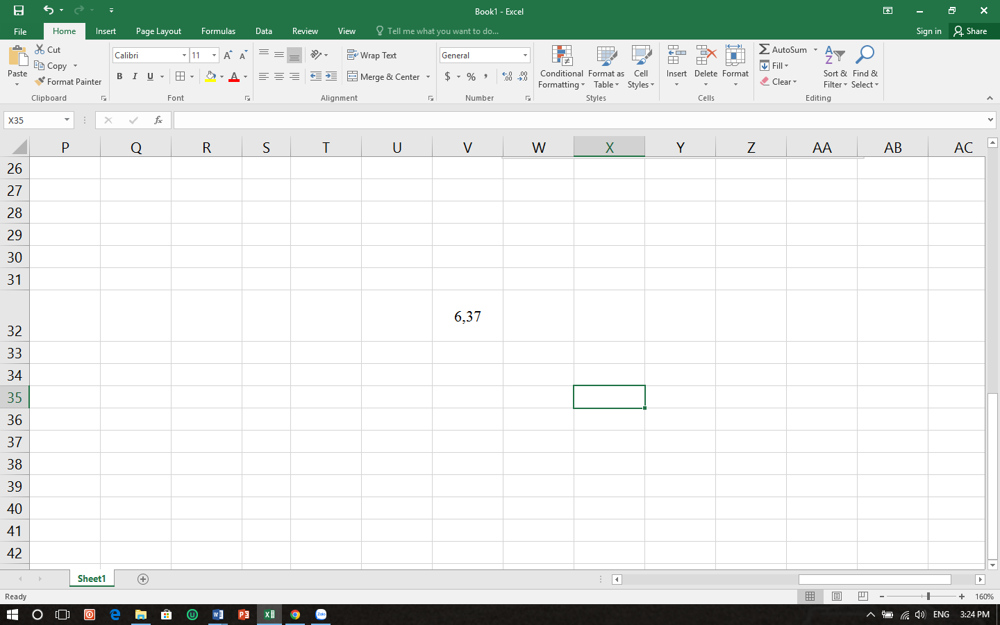 Book1 - Excel
File Home Insert Page Layout Formulas Data Review View Tell me what you want to do... Sign in Share
Paste
Cut
Copy
Format Painter
Clipboard
Calibri 11
B I U
Font
Wrap Text
Merge & Center
Alignment
General
$ % ,
Number
Conditional Formatting
Format as Table
Cell Styles
Styles
Insert
Delete
Format
Cells
AutoSum
Fill
Clear
Sort & Filter
Find & Select
Editing
X35 fx
P Q R S T U V W X Y Z AA AB AC
26
27
28
29
30
31
32 6,37
33
34
35
36
37
38
39
40
41
42
Sheet1
Ready 160%
Zalo ENG 3:24 PM